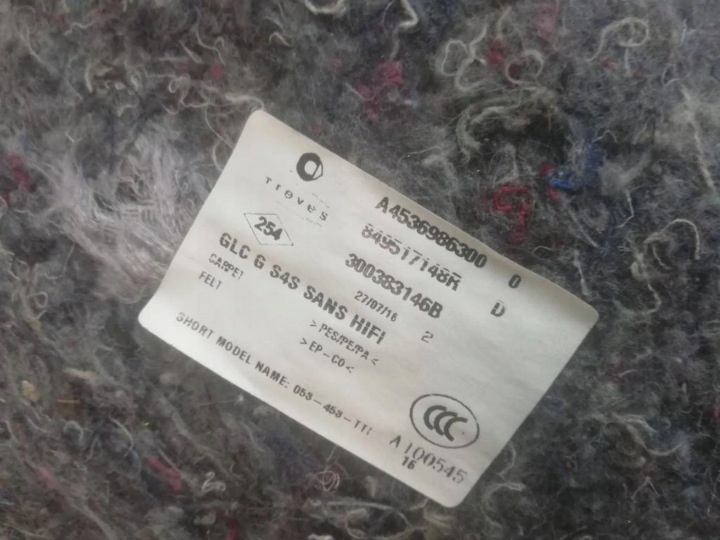 Treves
A4536986300 0
849517148R
254
300383146B D
GLC G S4S SANS HIFI
27/07/16 2
CARPET >PES/PE/PA<
FELT >EP-CO<
SHORT MODEL NAME: 053-453-TTI
CCC
A100545
16